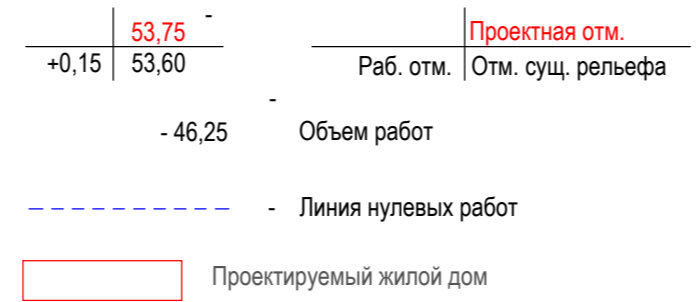 53,75 - Проектная отм.
+0,15 53,60 Раб. отм. Отм. сущ. рельефа
-
- 46,25 Объем работ
- Линия нулевых работ
Проектируемый жилой дом